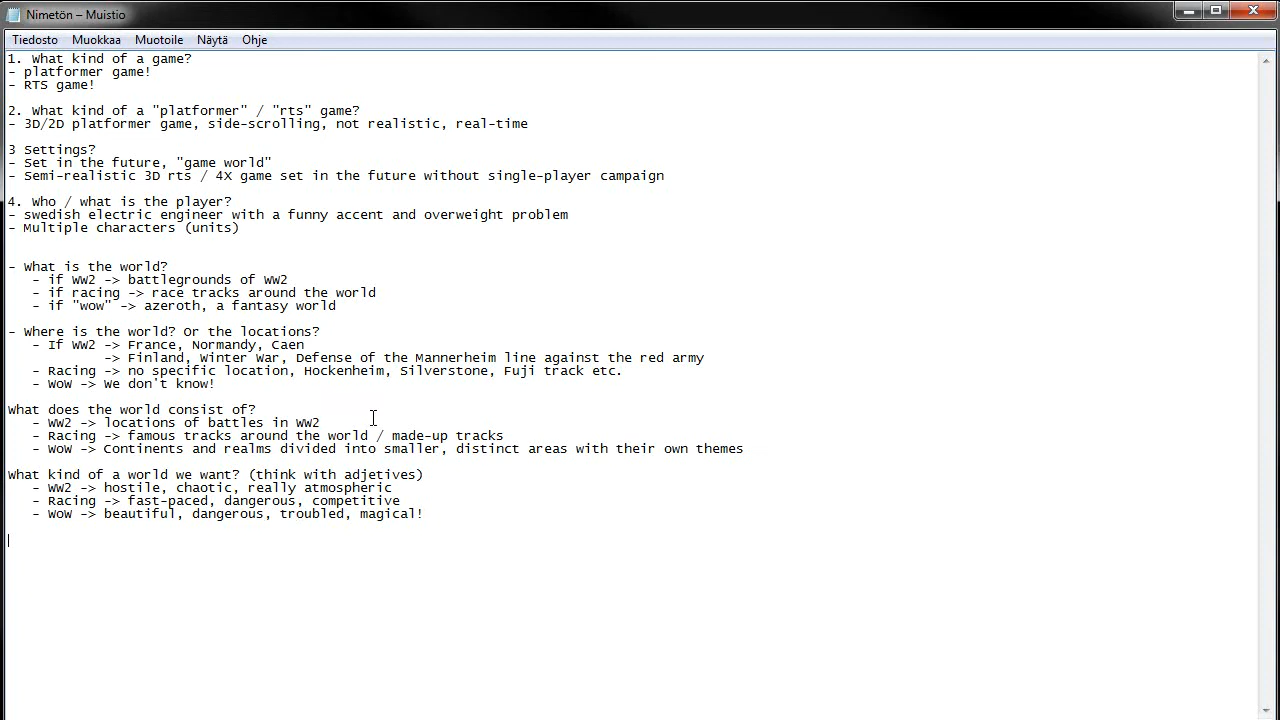 Nimetön – Muistio
Tiedosto Muokkaa Muotoile Näytä Ohje
1. What kind of a game?
- platformer game!
- RTS game!
2. What kind of a "platformer" / "rts" game?
- 3D/2D platformer game, side-scrolling, not realistic, real-time
3 Settings?
- Set in the future, "game world"
- Semi-realistic 3D rts / 4X game set in the future without single-player campaign
4. Who / what is the player?
- swedish electric engineer with a funny accent and overweight problem
- Multiple characters (units)
- What is the world?
- if WW2 -> battlegrounds of WW2
- if racing -> race tracks around the world
- if "wow" -> azeroth, a fantasy world
- Where is the world? Or the locations?
- If WW2 -> France, Normandy, Caen
-> Finland, Winter War, Defense of the Mannerheim line against the red army
- Racing -> no specific location, Hockenheim, Silverstone, Fuji track etc.
- WoW -> We don't know!
What does the world consist of?
- WW2 -> locations of battles in WW2
- Racing -> famous tracks around the world / made-up tracks
- WoW -> Continents and realms divided into smaller, distinct areas with their own themes
What kind of a world we want? (think with adjetives)
- WW2 -> hostile, chaotic, really atmospheric
- Racing -> fast-paced, dangerous, competitive
- WoW -> beautiful, dangerous, troubled, magical!